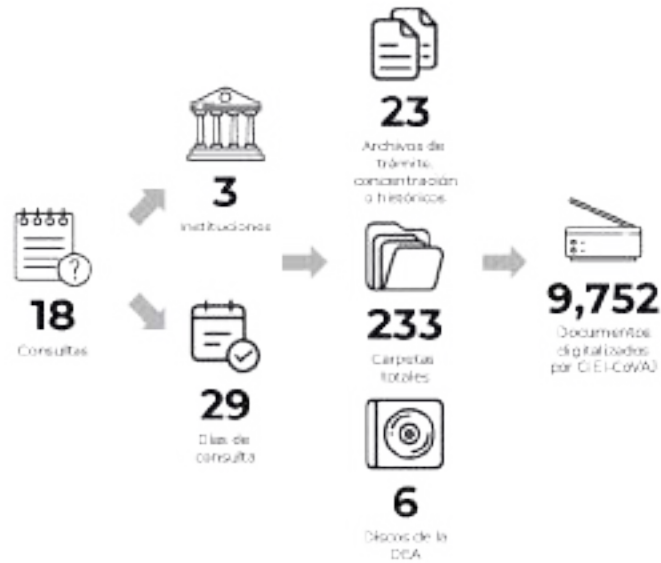 18
Consultas
3
Instituciones
29
Días de
consulta
23
Archivos de
trámite,
concentración
o históricos
233
Carpetas
totales
6
Discos de la
DEA
9,752
Documentos
digitalizados
por